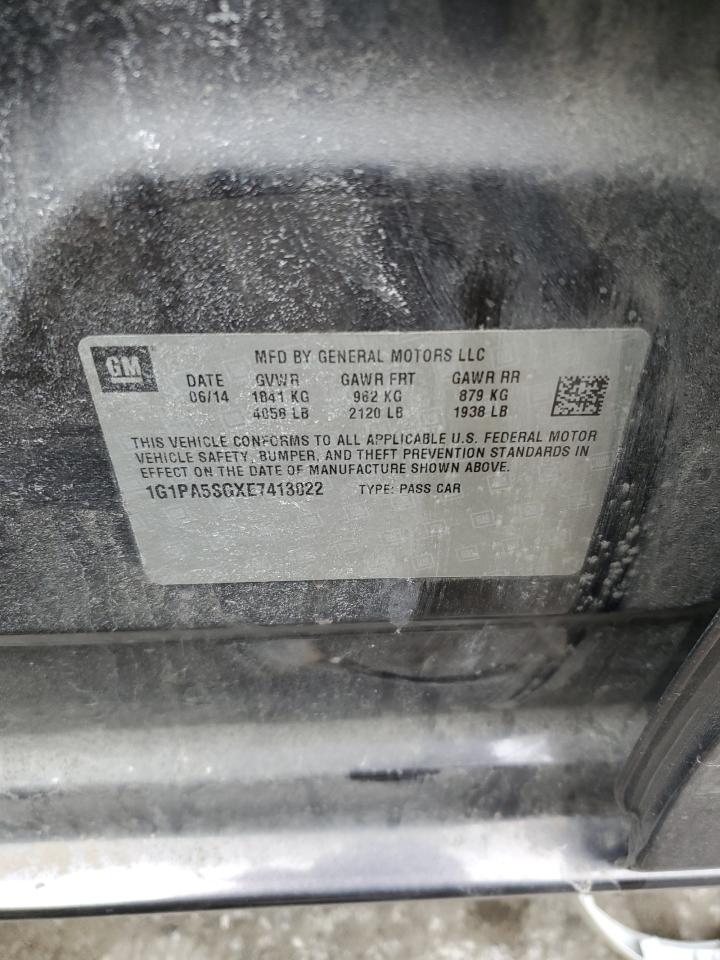 GM
MFD BY GENERAL MOTORS LLC
DATE GVWR GAWR FRT GAWR RR
06/14 1841 KG 962 KG 879 KG
4058 LB 2120 LB 1938 LB
THIS VEHICLE CONFORMS TO ALL APPLICABLE U.S. FEDERAL MOTOR
VEHICLE SAFETY, BUMPER, AND THEFT PREVENTION STANDARDS IN
EFFECT ON THE DATE OF MANUFACTURE SHOWN ABOVE.
1G1PA5SGXE7413022 TYPE: PASS CAR